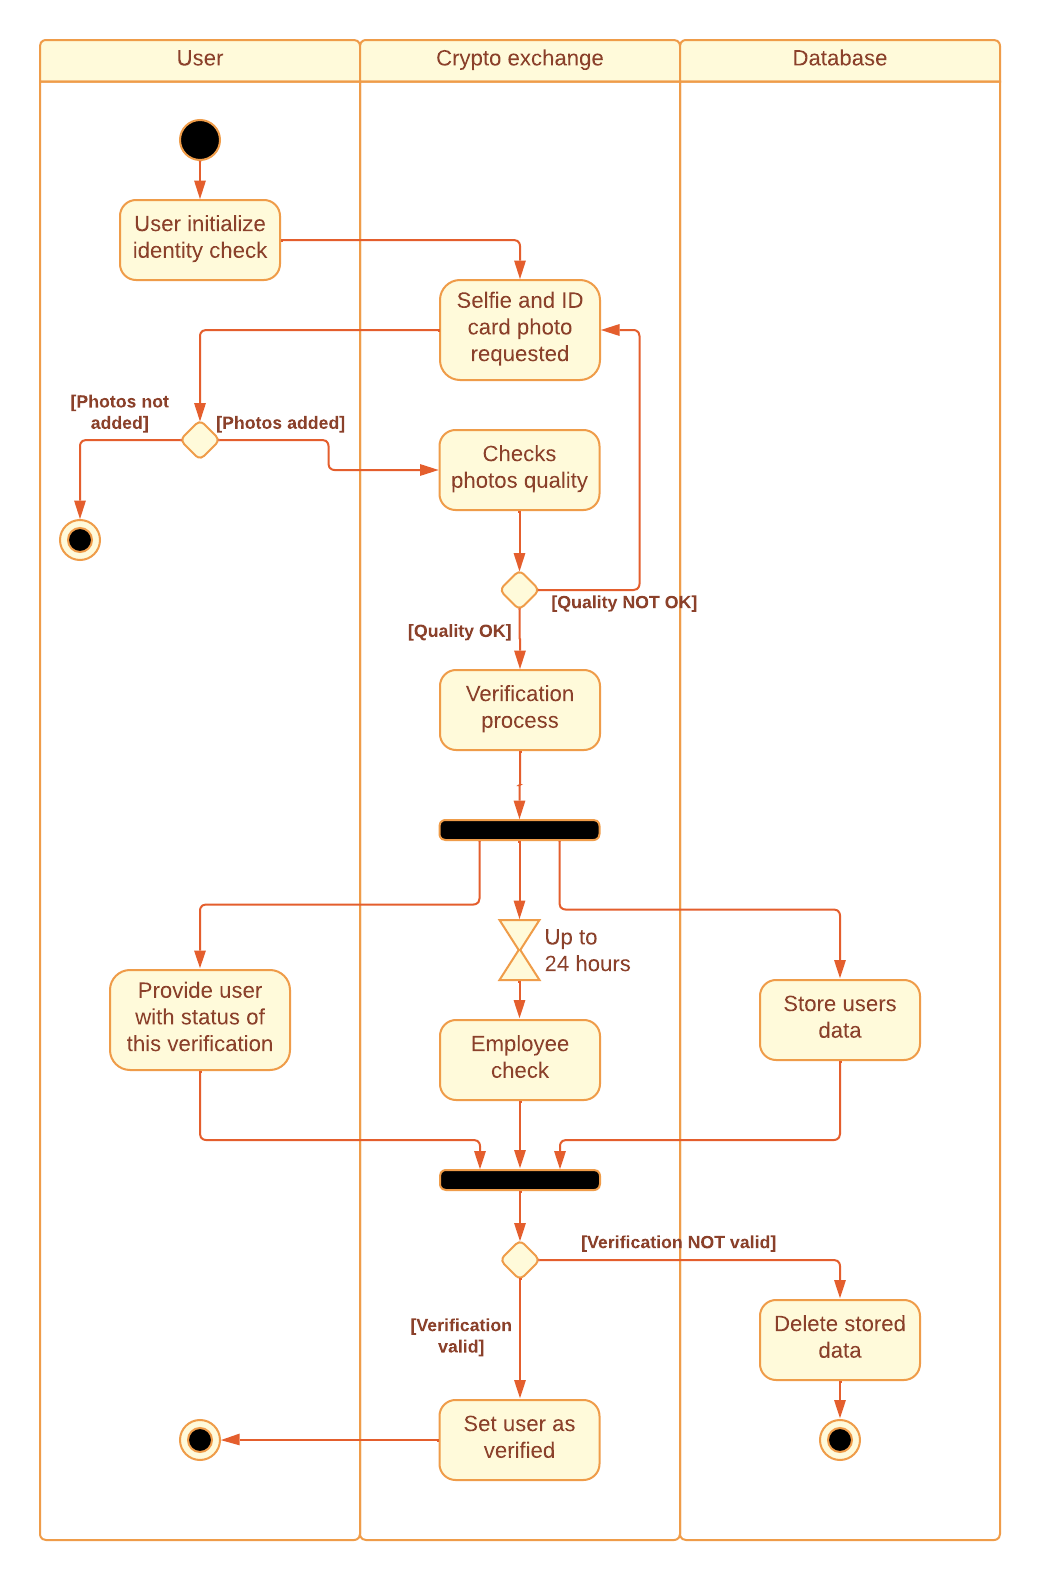 User
Crypto exchange
Database
User initialize
identity check
Selfie and ID
card photo
requested
[Photos not
added]
[Photos added]
Checks
photos quality
[Quality NOT OK]
[Quality OK]
Verification
process
Up to
24 hours
Provide user
with status of
this verification
Employee
check
Store users
data
[Verification NOT valid]
[Verification
valid]
Delete stored
data
Set user as
verified